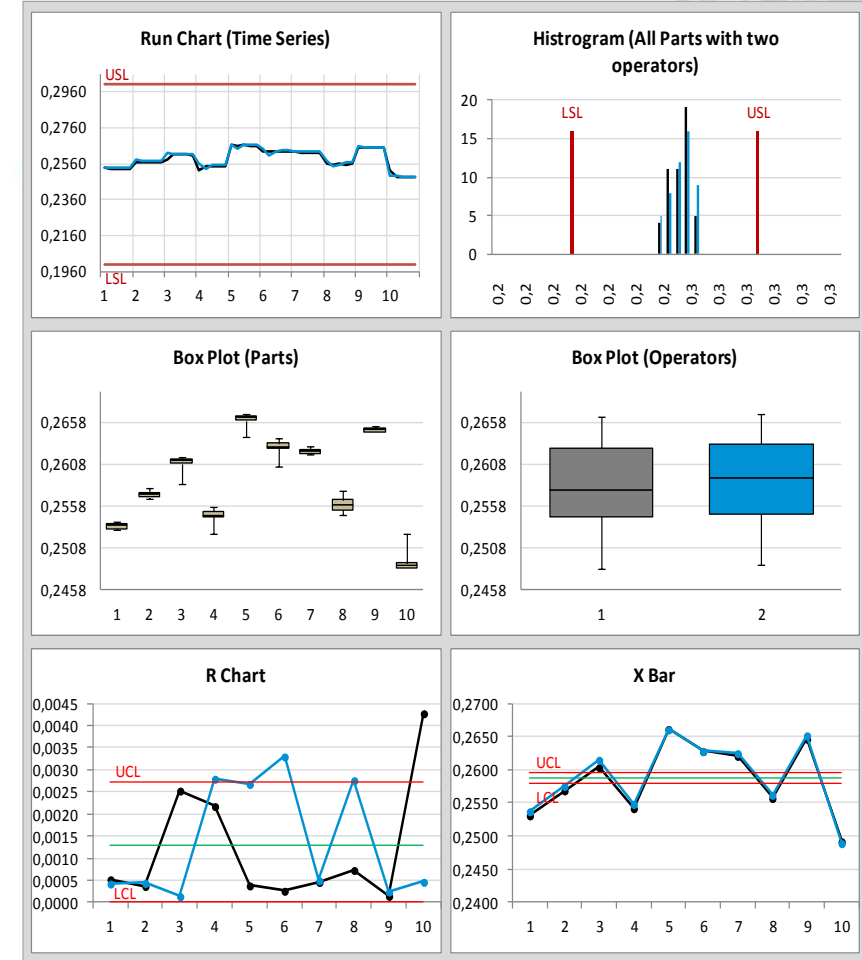 Run Chart (Time Series)
USL
0,2960
0,2760
0,2560
0,2360
0,2160
0,1960
LSL
1 2 3 4 5 6 7 8 9 10
Histrogram (All Parts with two
operators)
20
15
10
5
0
LSL
USL
0,2 0,2 0,2 0,2 0,2 0,2 0,3 0,3 0,3 0,3 0,3 0,3 0,3
Box Plot (Parts)
0,2658
0,2608
0,2558
0,2508
0,2458
1 2 3 4 5 6 7 8 9 10
Box Plot (Operators)
0,2658
0,2608
0,2558
0,2508
0,2458
1 2
R Chart
0,0045
0,0040
0,0035
0,0030
0,0025
0,0020
0,0015
0,0010
0,0005
0,0000
UCL
LCL
1 2 3 4 5 6 7 8 9 10
X Bar
0,2700
0,2650
0,2600
0,2550
0,2500
0,2450
0,2400
UCL
LCL
1 2 3 4 5 6 7 8 9 10